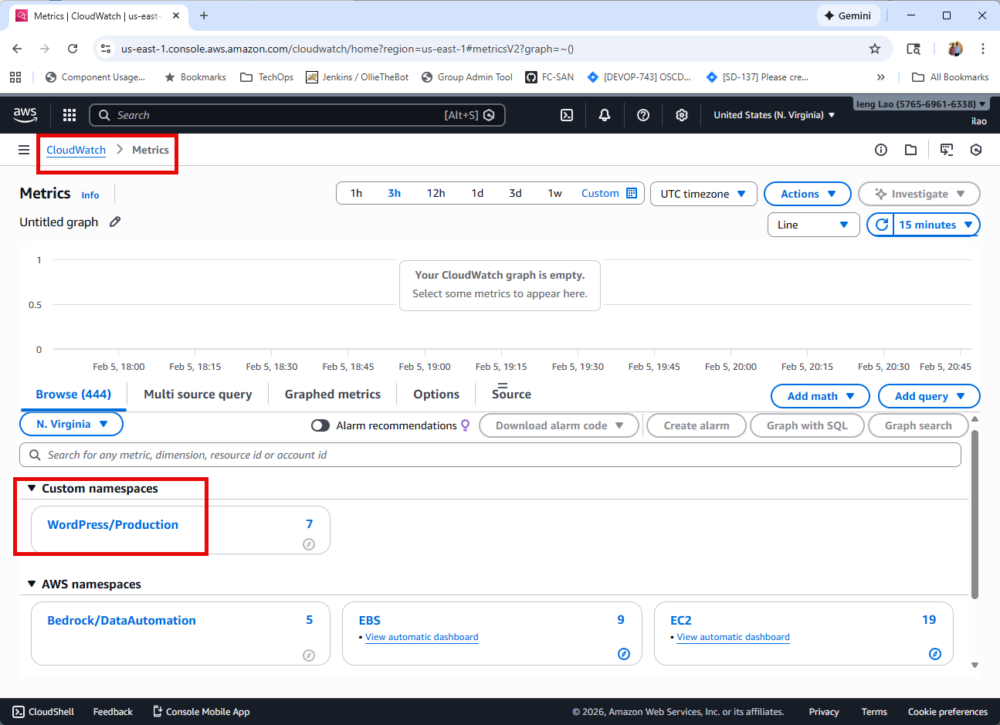 Metrics | CloudWatch | us-east-
Gemini
us-east-1.console.aws.amazon.com/cloudwatch/home?region=us-east-1#metricsV2?graph=~()
Component Usage...
Bookmarks
TechOps
Jenkins / OllieTheBot
Group Admin Tool
FC-SAN
[DEVOP-743] OSCD...
[SD-137] Please cre...
All Bookmarks
aws
Search
[Alt+S]
United States (N. Virginia)
Ieng Lao (5765-6961-6338)
ilao
CloudWatch
Metrics
Metrics
Info
1h
3h
12h
1d
3d
1w
Custom
UTC timezone
Actions
Investigate
Untitled graph
Line
15 minutes
1
0.5
0
Your CloudWatch graph is empty.
Select some metrics to appear here.
Feb 5, 18:00
Feb 5, 18:15
Feb 5, 18:30
Feb 5, 18:45
Feb 5, 19:00
Feb 5, 19:15
Feb 5, 19:30
Feb 5, 19:45
Feb 5, 20:00
Feb 5, 20:15
Feb 5, 20:30
Feb 5, 20:45
Browse (444)
Multi source query
Graphed metrics
Options
Source
Add math
Add query
N. Virginia
Alarm recommendations
Download alarm code
Create alarm
Graph with SQL
Graph search
Search for any metric, dimension, resource id or account id
Custom namespaces
WordPress/Production
7
AWS namespaces
Bedrock/DataAutomation
5
EBS
9
• View automatic dashboard
EC2
19
• View automatic dashboard
CloudShell
Feedback
Console Mobile App
© 2026, Amazon Web Services, Inc. or its affiliates.
Privacy
Terms
Cookie preferences